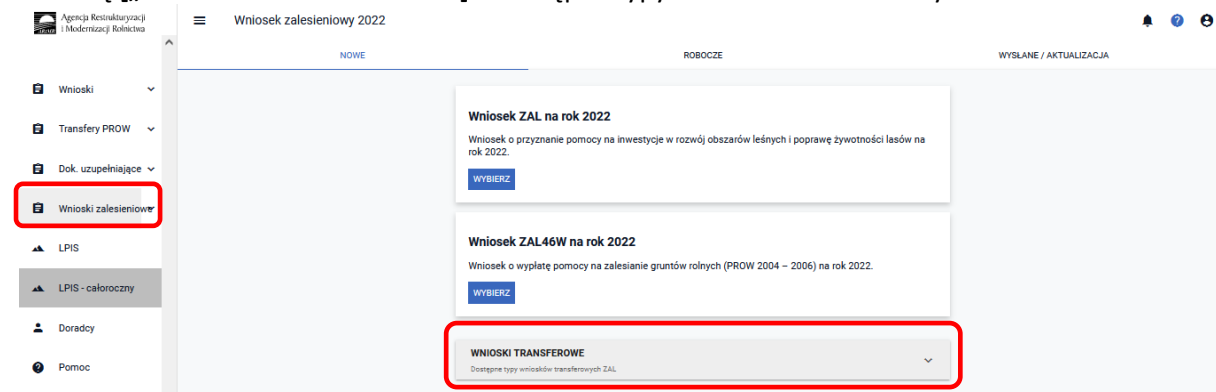 Agencja Restrukturyzacji
i Modernizacji Rolnictwa
Wniosek zalesieniowy 2022
NOWE
ROBOCZE
WYSŁANE / AKTUALIZACJA
Wnioski
Transfery PROW
Dok. uzupełniające
Wnioski zalesieniowe
LPIS
LPIS - całoroczny
Doradcy
Pomoc
Wniosek ZAL na rok 2022
Wniosek o przyznanie pomocy na inwestycje w rozwój obszarów leśnych i poprawę żywotności lasów na
rok 2022.
WYBIERZ
Wniosek ZAL46W na rok 2022
Wniosek o wypłatę pomocy na zalesianie gruntów rolnych (PROW 2004 – 2006) na rok 2022.
WYBIERZ
WNIOSKI TRANSFEROWE
Dostępne typy wniosków transferowych ZAL